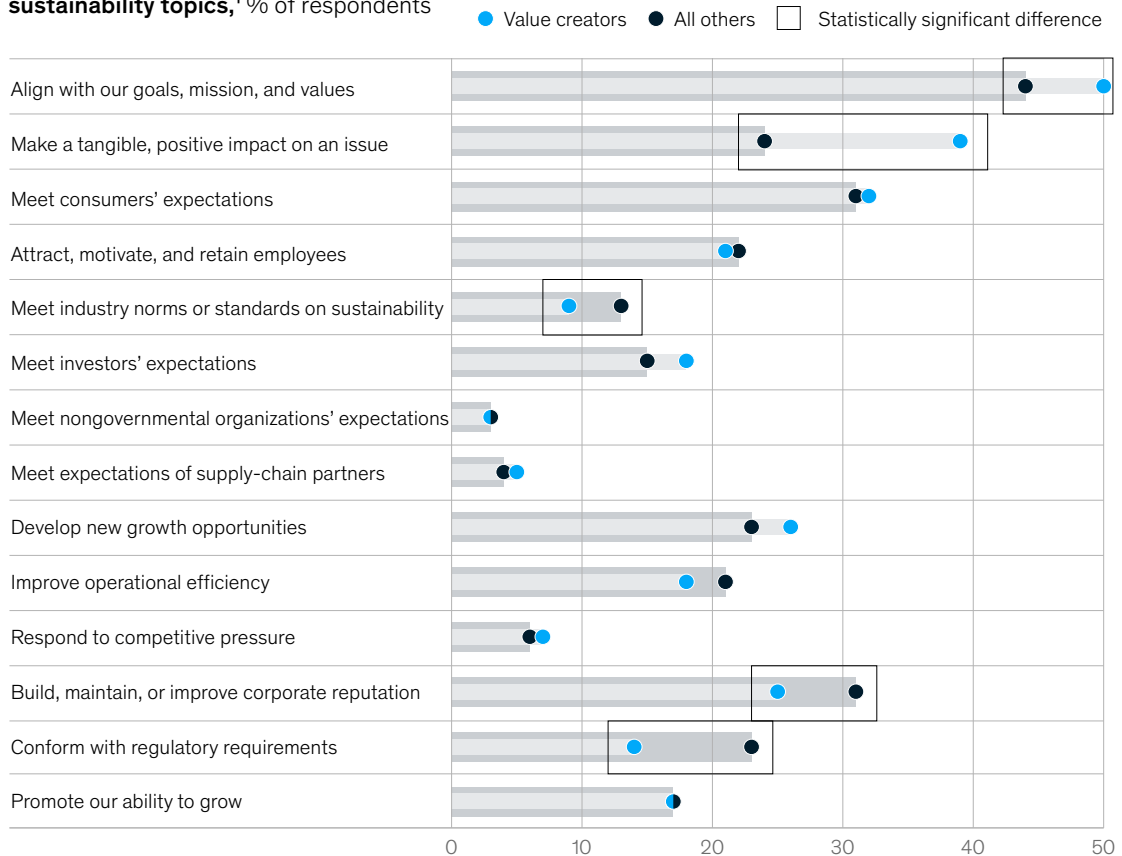 sustainability topics,¹ % of respondents
Value creators All others Statistically significant difference
Align with our goals, mission, and values
Make a tangible, positive impact on an issue
Meet consumers’ expectations
Attract, motivate, and retain employees
Meet industry norms or standards on sustainability
Meet investors’ expectations
Meet nongovernmental organizations’ expectations
Meet expectations of supply-chain partners
Develop new growth opportunities
Improve operational efficiency
Respond to competitive pressure
Build, maintain, or improve corporate reputation
Conform with regulatory requirements
Promote our ability to grow
0 10 20 30 40 50